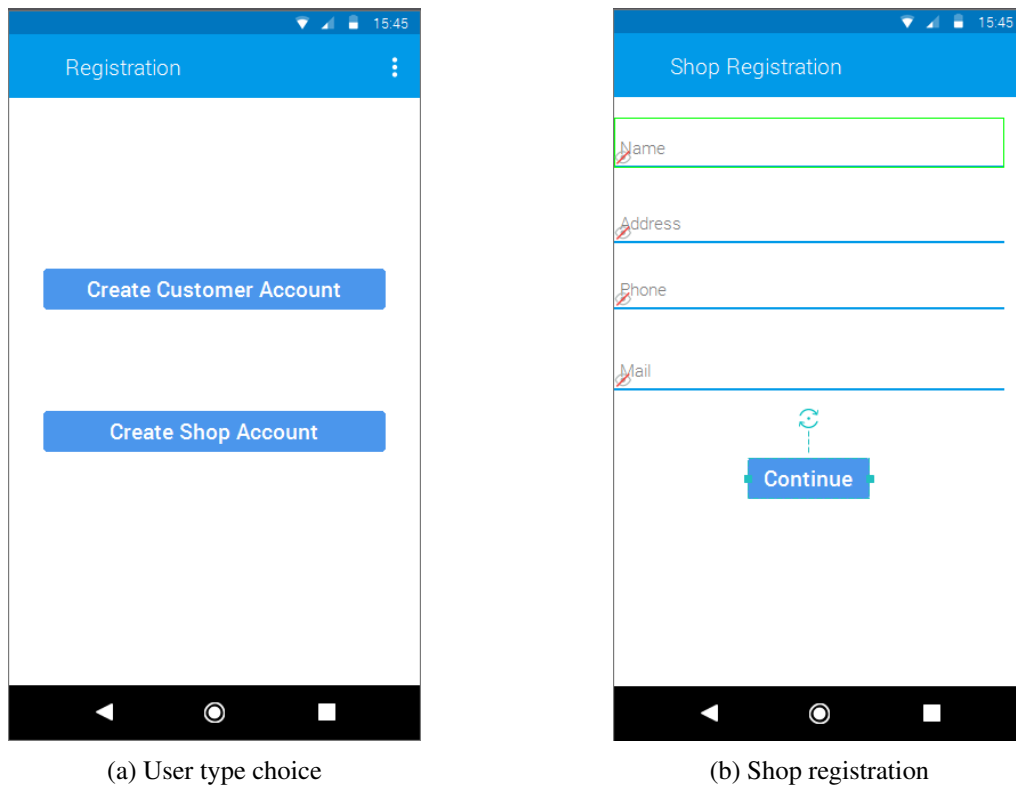 15:45
Registration
Create Customer Account
Create Shop Account
(a) User type choice
15:45
Shop Registration
Name
Address
Phone
Mail
Continue
(b) Shop registration